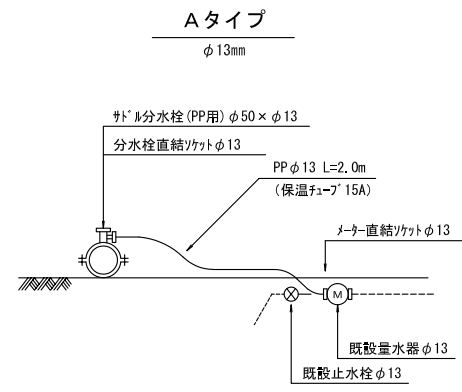 Aタイプ
φ13mm
ｻﾄﾞﾙ分水栓(PP用)φ50×φ13
分水栓直結ｿｹｯﾄφ13
PPφ13 L=2.0m
(保温ﾁｭｰﾌﾞ15A)
ﾒｰﾀｰ直結ｿｹｯﾄφ13
M
既設量水器φ13
既設止水栓φ13